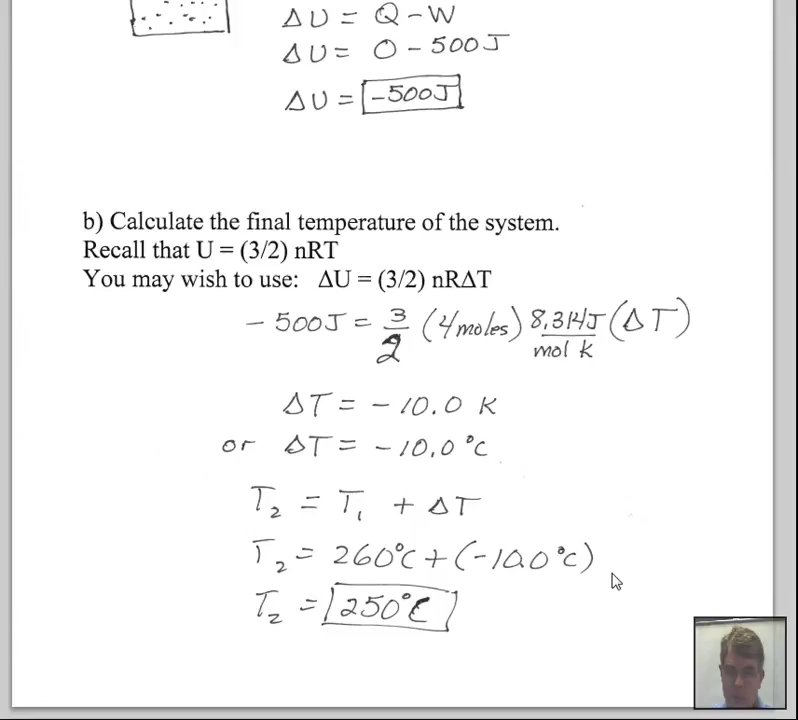 ΔU = Q-W
ΔU = 0-500J
ΔU = -500J
b) Calculate the final temperature of the system.
Recall that U = (3/2) nRT
You may wish to use: ΔU = (3/2) nRΔT
-500J = 3/2 (4moles) 8.314J/mol k (ΔT)
ΔT = -10.0 K
or ΔT = -10.0 °C
T₂ = T₁ + ΔT
T₂ = 260°C + (-10.0°C)
T₂ = 250°C